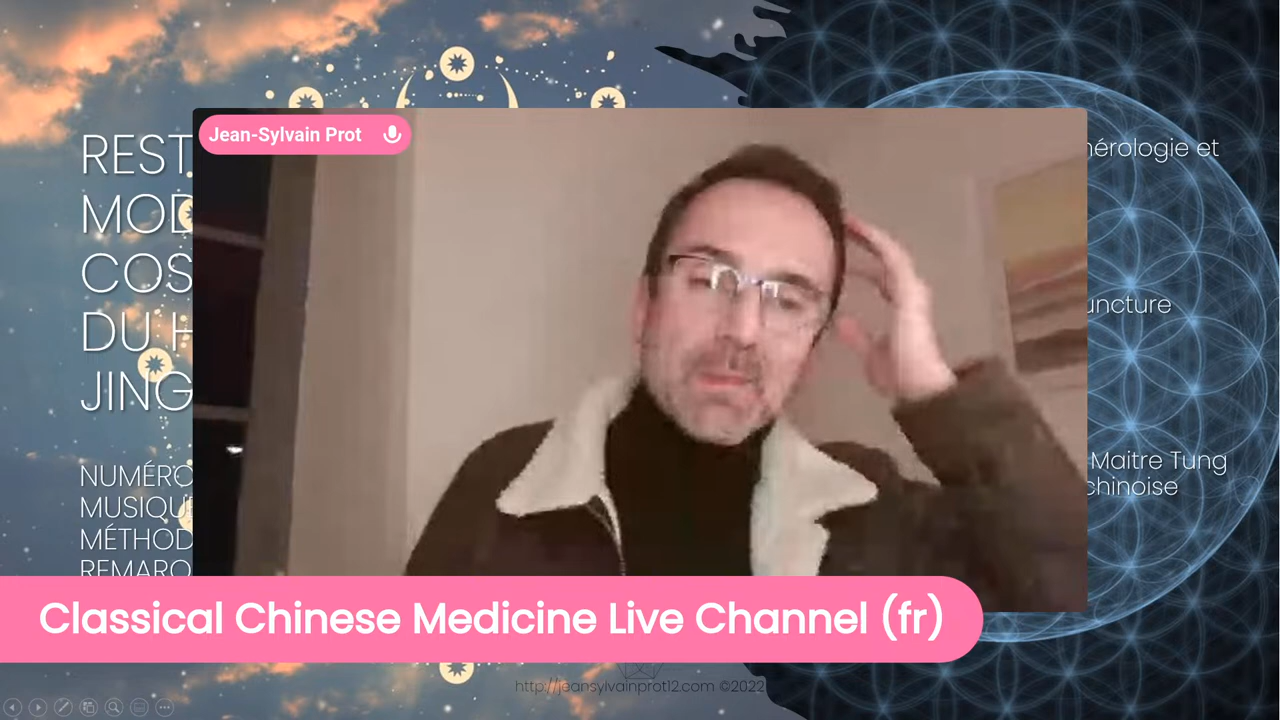 Jean-Sylvain Prot
REST
MOD
COS
DU H
JING
NUMÉRO
MUSIQU
MÉTHOD
REMARQ
nérologie et
uncture
Maitre Tung
chinoise
Classical Chinese Medicine Live Channel (fr)
http://jeansylvainprot12.com ©2022